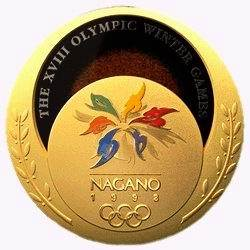 THE XVIII OLYMPIC WINTER GAMES
NAGANO
1998